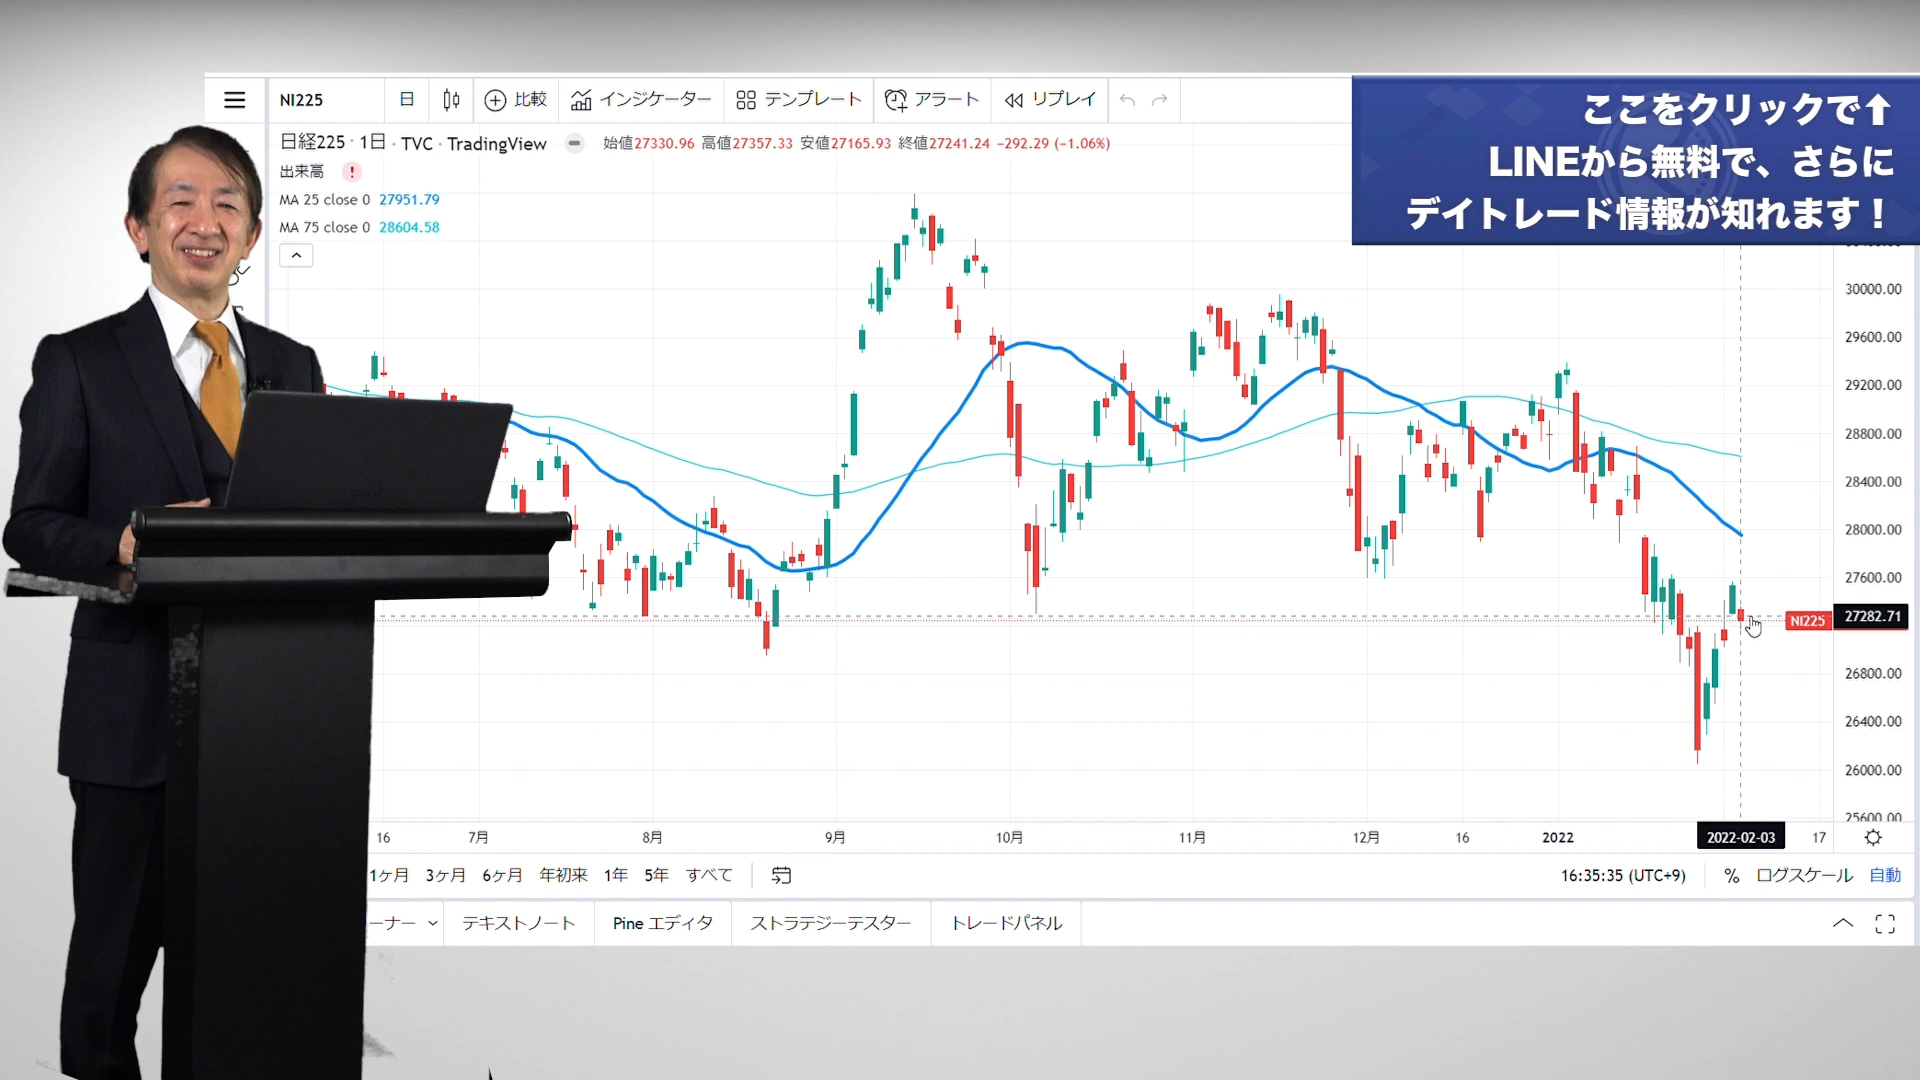 NI225
日
比較
インジケーター
テンプレート
アラート
リプレイ
ここをクリックで⬆
LINEから無料で、さらに
デイトレード情報が知れます！
日経225 · 1日 · TVC · TradingView
始値27330.96 高値27357.33 安値27165.93 終値27241.24 −292.29 (−1.06%)
出来高 !
MA 25 close 0 27951.79
MA 75 close 0 28604.58
30000.00
29600.00
29200.00
28800.00
28400.00
28000.00
27600.00
NI225
27282.71
26800.00
26400.00
26000.00
25600.00
16
7月
8月
9月
10月
11月
12月
16
2022
2022-02-03
17
1ヶ月
3ヶ月
6ヶ月
年初来
1年
5年
すべて
16:35:35 (UTC+9)
%
ログスケール
自動
ーナー
テキストノート
Pine エディタ
ストラテジーテスター
トレードパネル